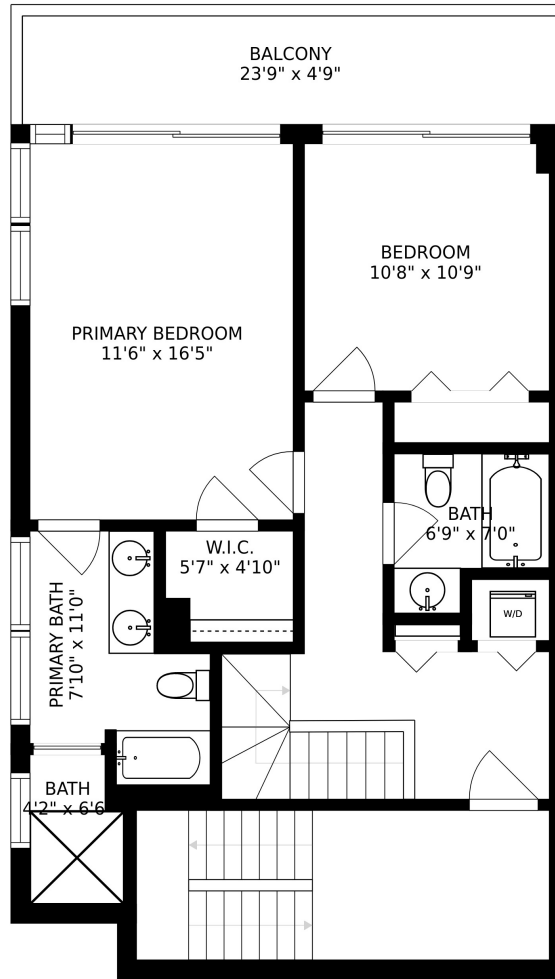 BALCONY
23'9" x 4'9"
BEDROOM
10'8" x 10'9"
PRIMARY BEDROOM
11'6" x 16'5"
BATH
6'9" x 7'0"
W.I.C.
5'7" x 4'10"
PRIMARY BATH
7'10" x 11'0"
W/D
BATH
4'2" x 6'6